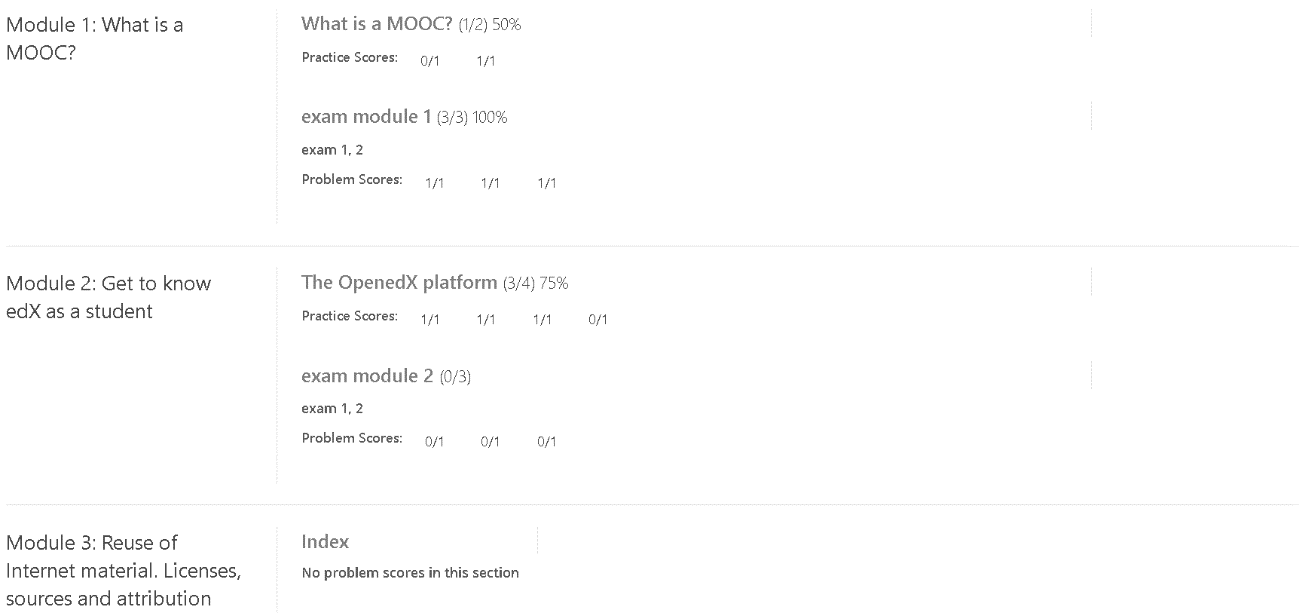 Module 1: What is a
MOOC?
What is a MOOC? (1/2) 50%
Practice Scores: 0/1 1/1
exam module 1 (3/3) 100%
exam 1, 2
Problem Scores: 1/1 1/1 1/1
Module 2: Get to know
edX as a student
The OpenedX platform (3/4) 75%
Practice Scores: 1/1 1/1 1/1 0/1
exam module 2 (0/3)
exam 1, 2
Problem Scores: 0/1 0/1 0/1
Module 3: Reuse of
Internet material. Licenses,
sources and attribution
Index
No problem scores in this section